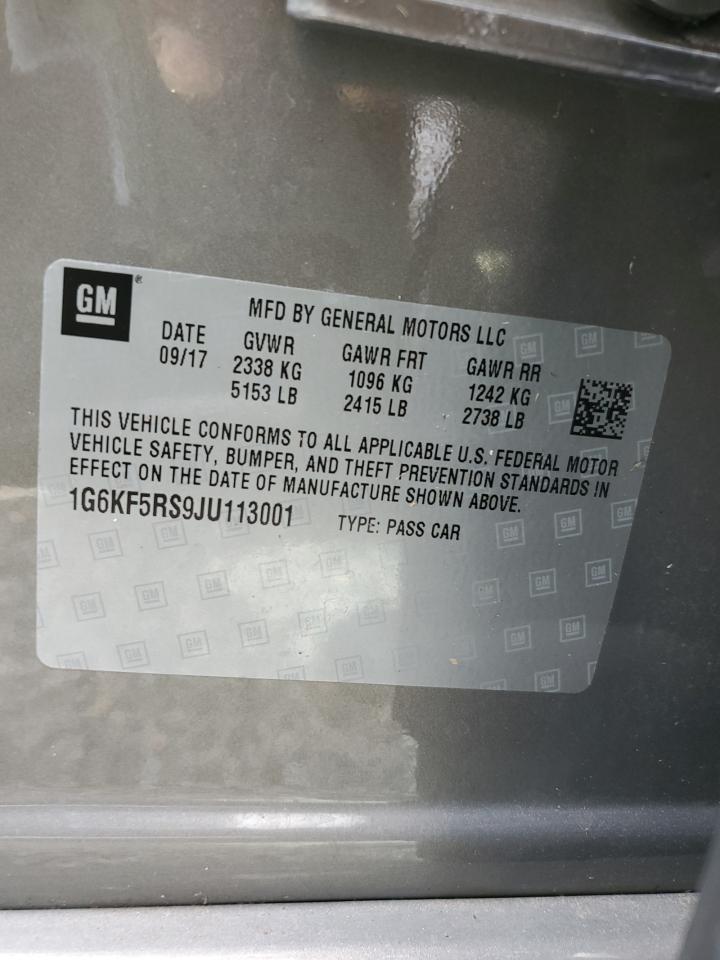 GM®
MFD BY GENERAL MOTORS LLC
DATE GVWR GAWR FRT GAWR RR
09/17 2338 KG 1096 KG 1242 KG
5153 LB 2415 LB 2738 LB
THIS VEHICLE CONFORMS TO ALL APPLICABLE U.S. FEDERAL MOTOR
VEHICLE SAFETY, BUMPER, AND THEFT PREVENTION STANDARDS IN
EFFECT ON THE DATE OF MANUFACTURE SHOWN ABOVE.
1G6KF5RS9JU113001 TYPE: PASS CAR